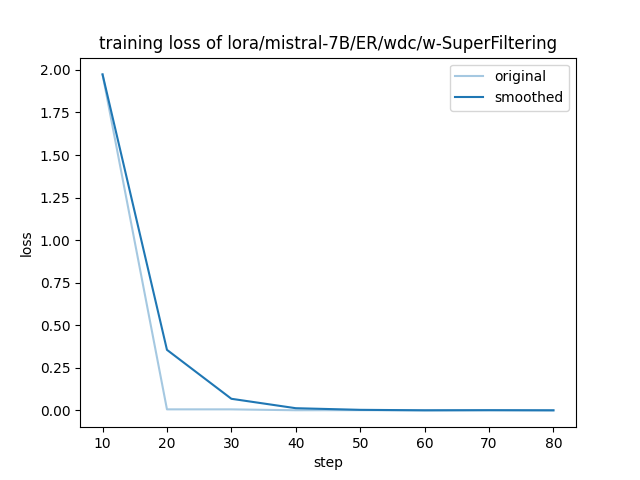 training loss of lora/mistral-7B/ER/wdc/w-SuperFiltering
original
smoothed
2.00
1.75
1.50
1.25
1.00
0.75
0.50
0.25
0.00
loss
10 20 30 40 50 60 70 80
step